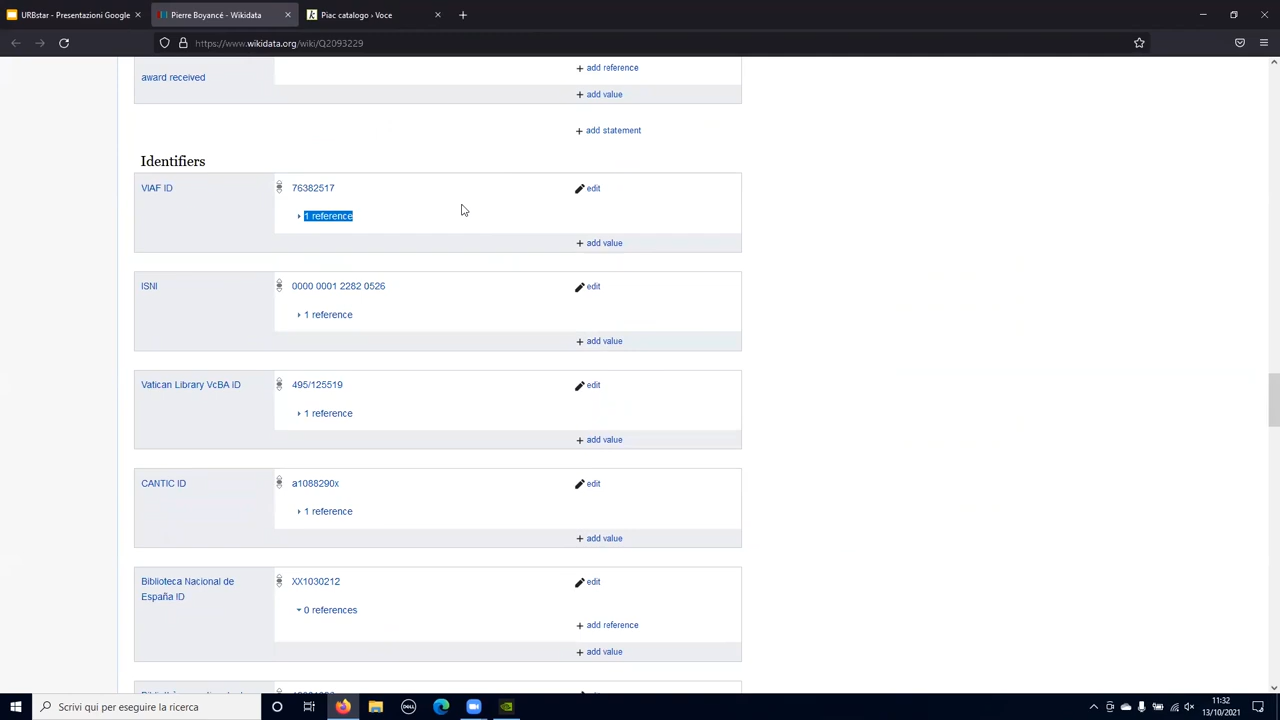 URBstar - Presentazioni Google
Pierre Boyancé - Wikidata
Piac catalogo › Voce
https://www.wikidata.org/wiki/Q2093229
add reference
award received
add value
add statement
Identifiers
VIAF ID
76382517
edit
1 reference
add value
ISNI
0000 0001 2282 0526
edit
1 reference
add value
Vatican Library VcBA ID
495/125519
edit
1 reference
add value
CANTIC ID
a1088290x
edit
1 reference
add value
Biblioteca Nacional de
España ID
XX1030212
edit
0 references
add reference
add value
Scrivi qui per eseguire la ricerca
DELL
11:32
13/10/2021